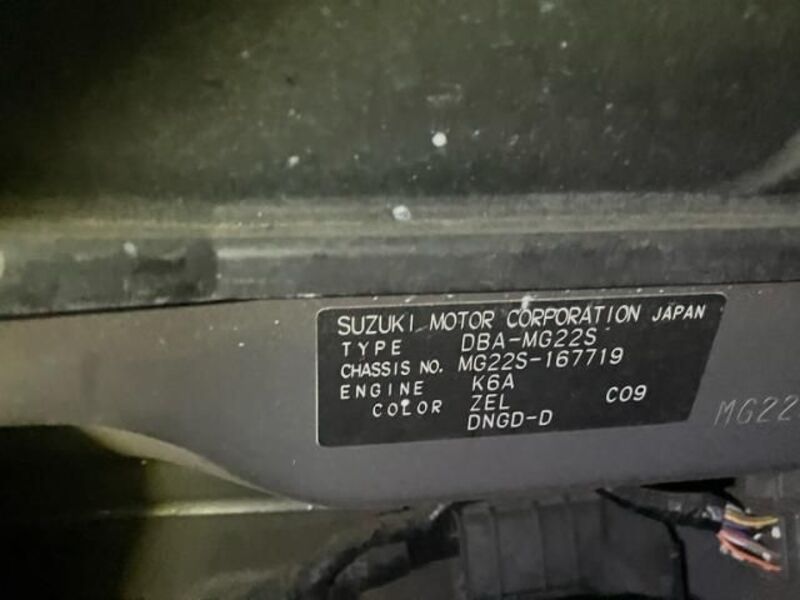 SUZUKI MOTOR CORPORATION JAPAN
TYPE DBA-MG22S
CHASSIS NO. MG22S-167719
ENGINE K6A
COLOR ZEL C09
DNGD-D
MG22